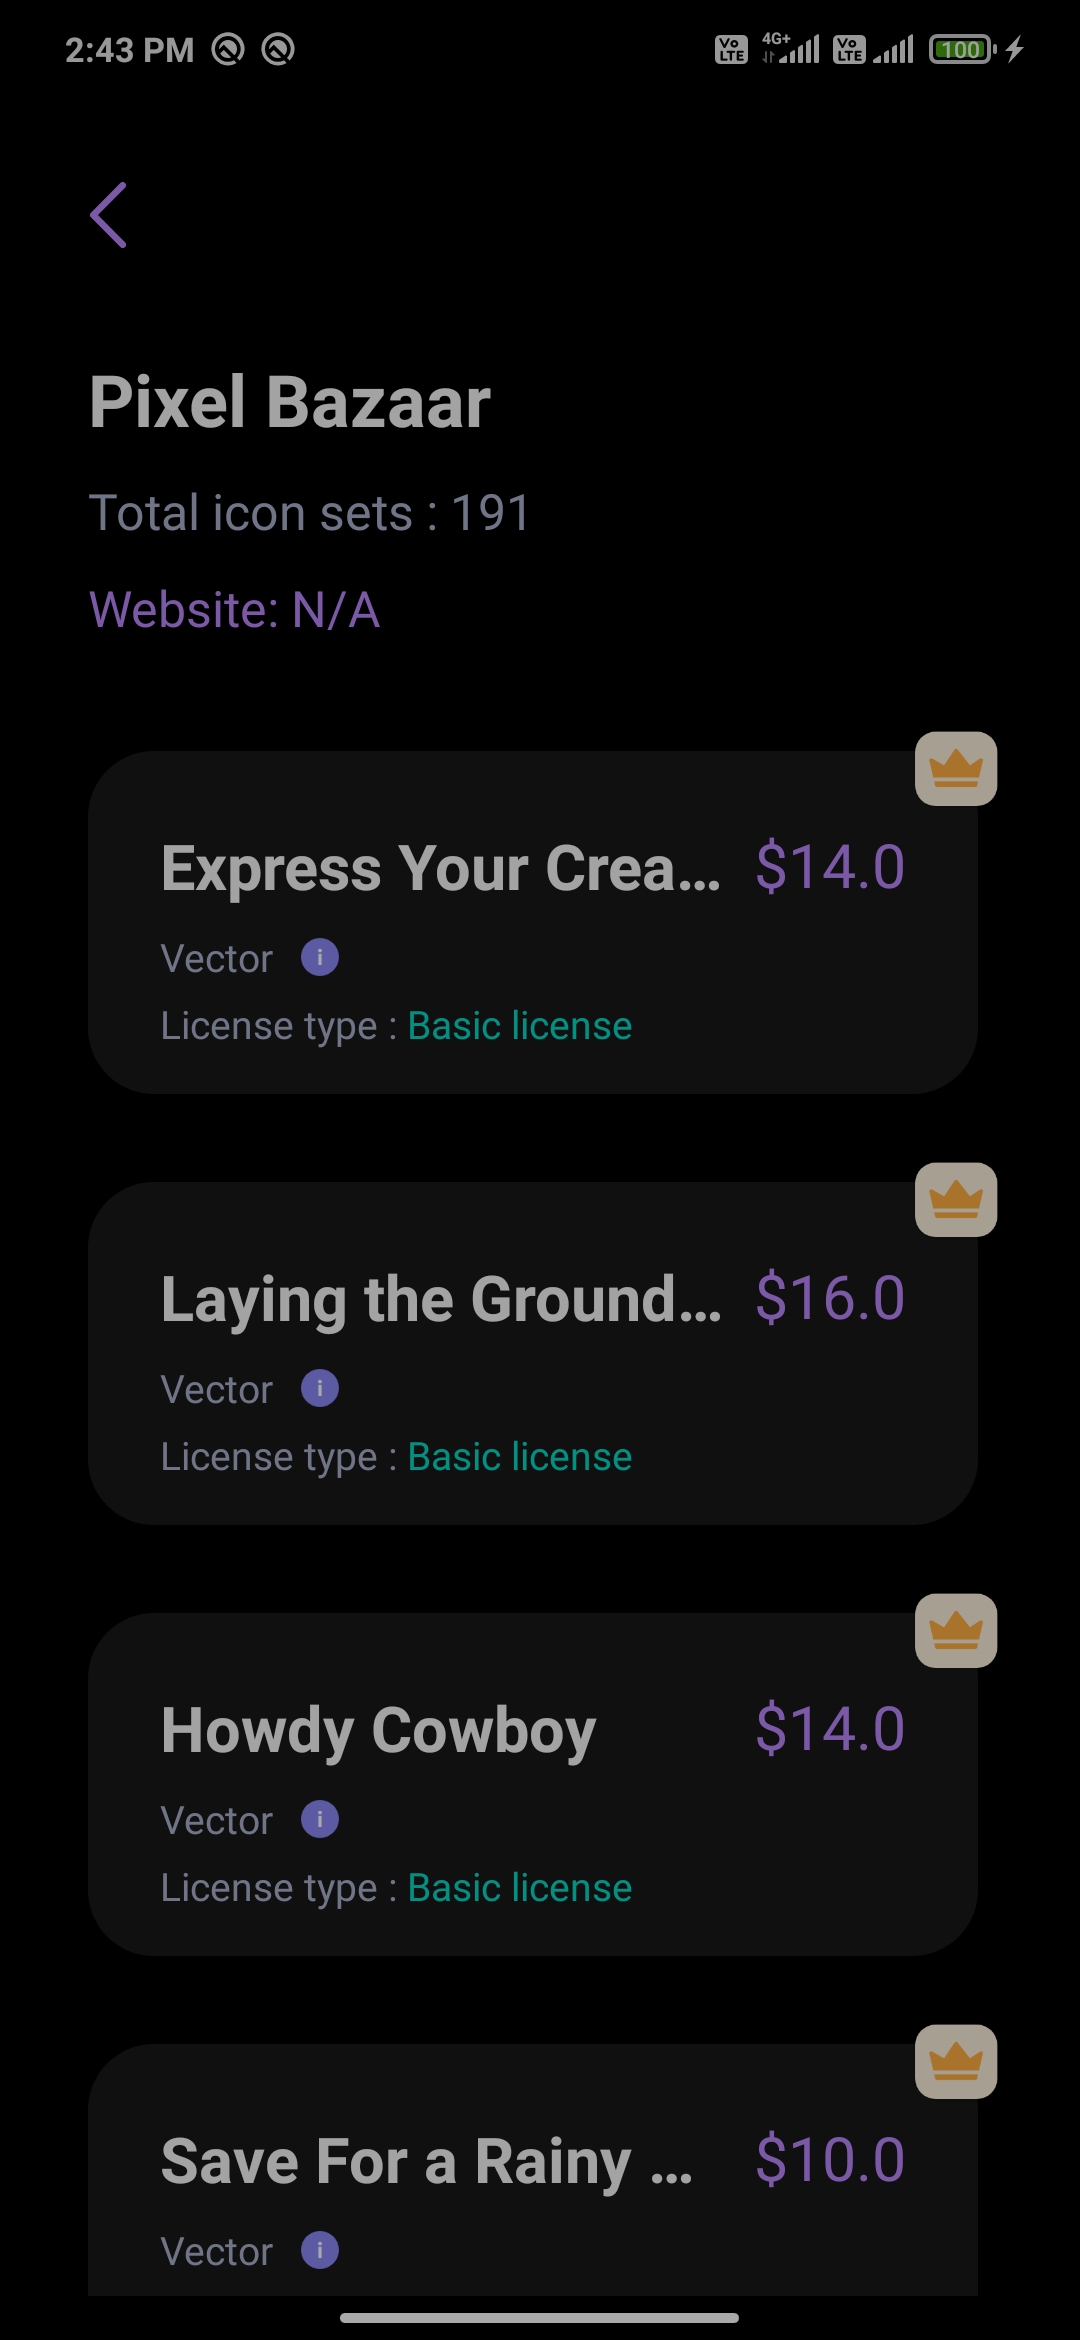 2:43 PM Vo LTE 4G+ Vo LTE 100
Pixel Bazaar
Total icon sets : 191
Website: N/A
Express Your Crea... $14.0
Vector i
License type : Basic license
Laying the Ground... $16.0
Vector i
License type : Basic license
Howdy Cowboy $14.0
Vector i
License type : Basic license
Save For a Rainy ... $10.0
Vector i